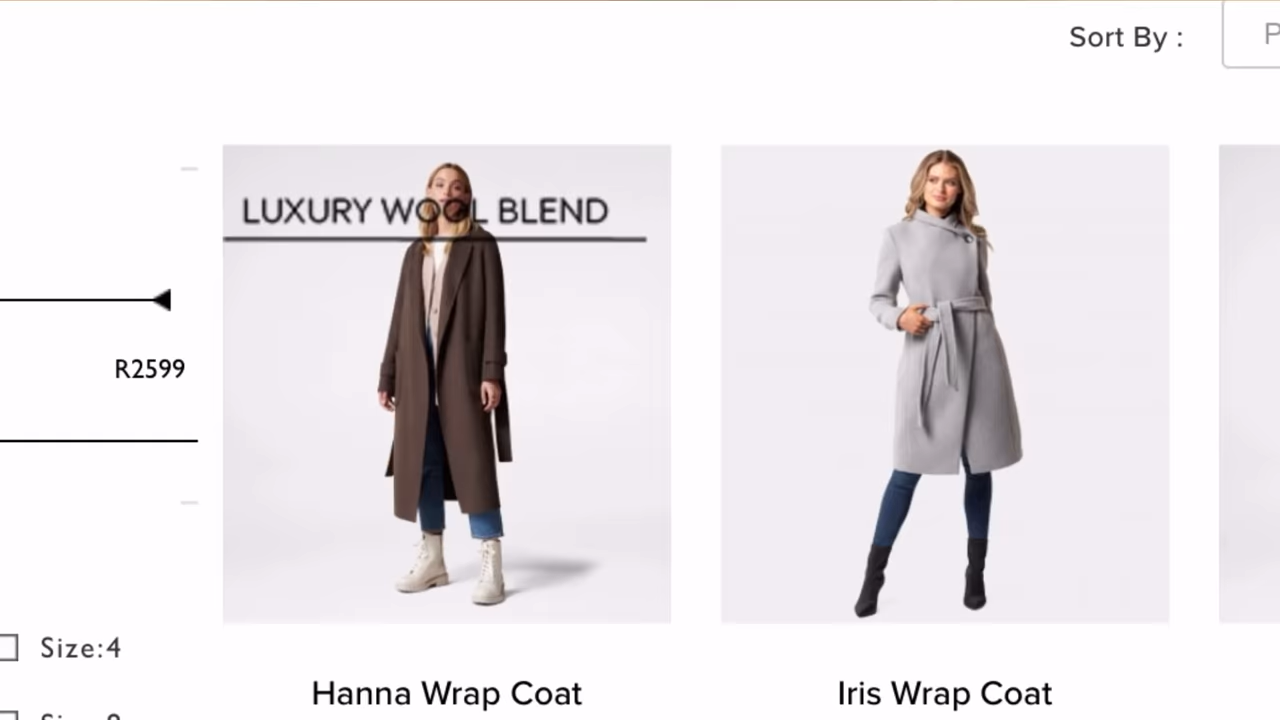 Sort By :
LUXURY WOOL BLEND
R2599
Size:4
Hanna Wrap Coat
Iris Wrap Coat